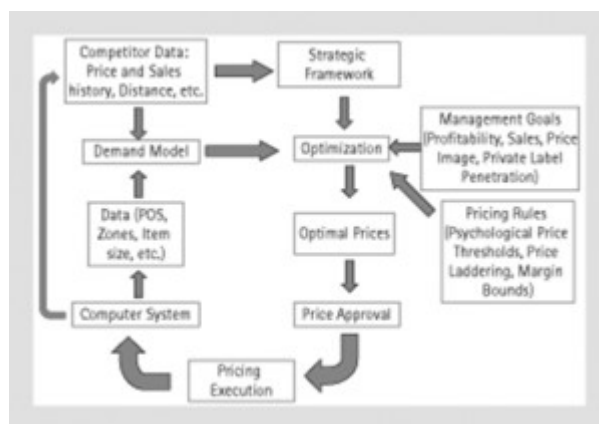 Competitor Data:
Price and Sales
history, Distance, etc.
Strategic
Framework
Demand Model
Optimization
Management Goals
(Profitability, Sales, Price
Image, Private Label
Penetration)
Data (POS,
Zones, Item
size, etc.)
Optimal Prices
Pricing Rules
(Psychological Price
Thresholds, Price
Laddering, Margin
Bounds)
Computer System
Price Approval
Pricing
Execution